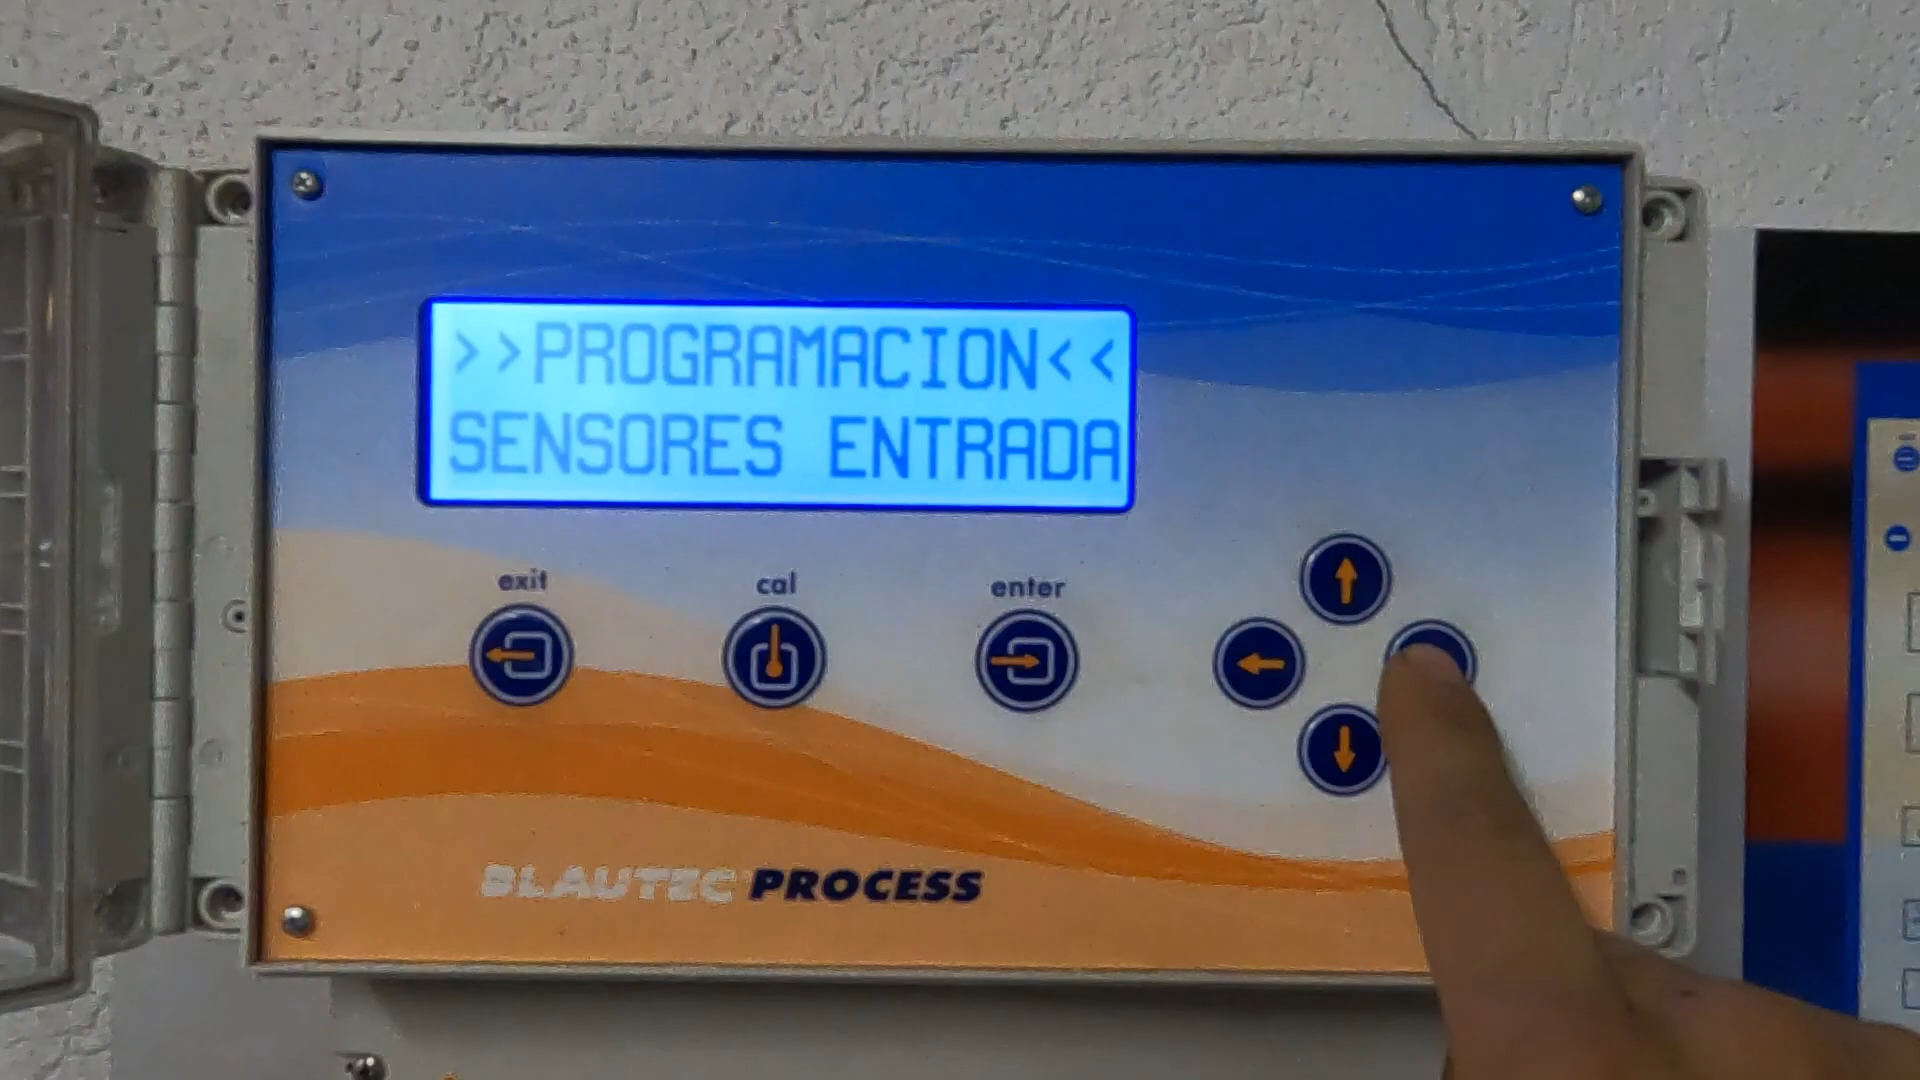 >>PROGRAMACION<<
SENSORES ENTRADA
exit
cal
enter
BLAUTEC PROCESS